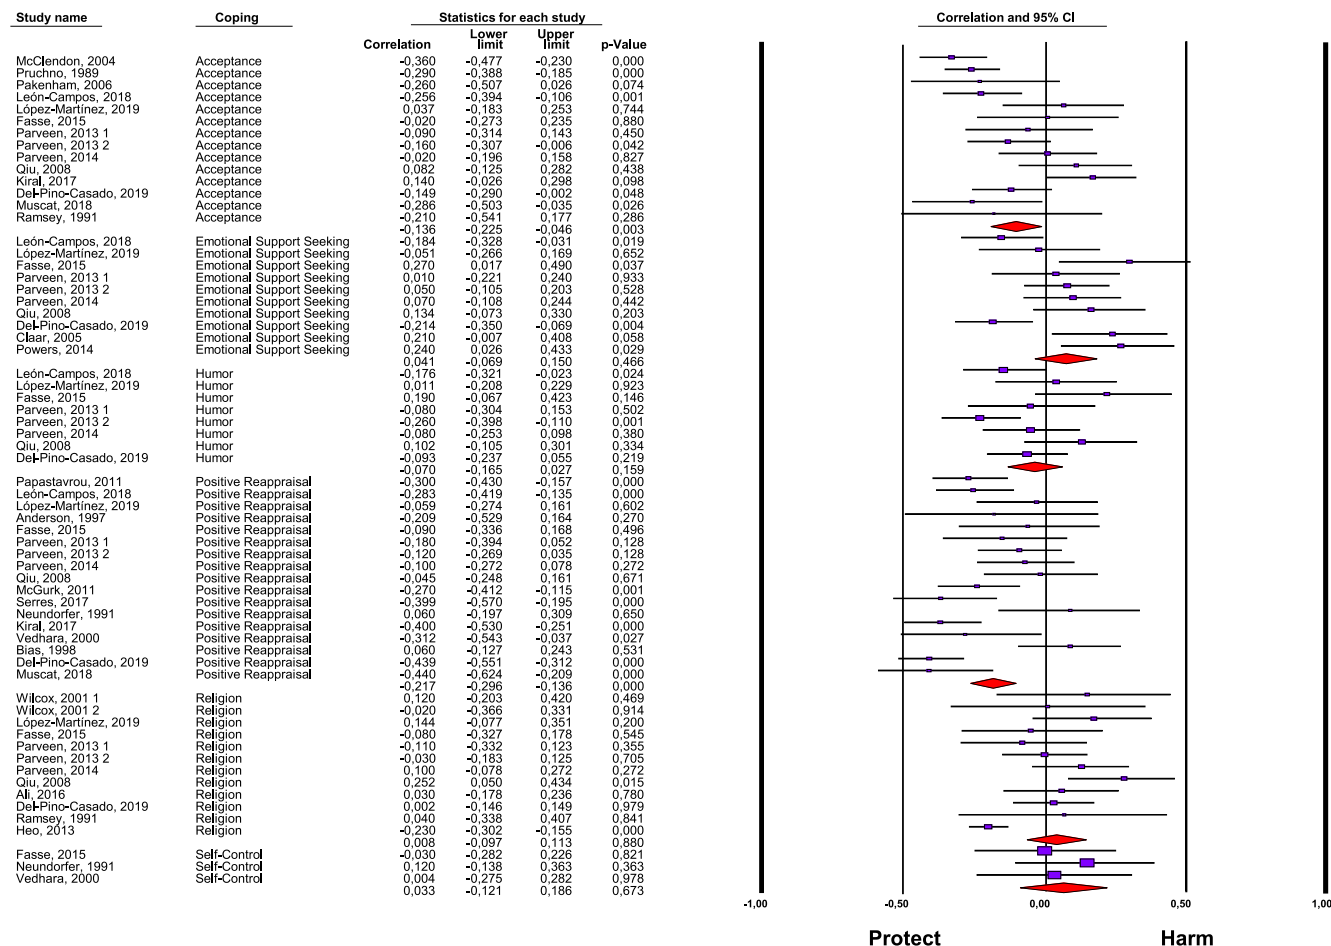 Study name Coping Statistics for each study Correlation and 95% CI
Correlation Lower limit Upper limit p-Value
McClendon, 2004 Acceptance -0,360 -0,477 -0,230 0,000
Pruchno, 1989 Acceptance -0,290 -0,388 -0,185 0,000
Pakenham, 2006 Acceptance -0,260 -0,507 0,026 0,074
León-Campos, 2018 Acceptance -0,256 -0,394 -0,106 0,001
López-Martínez, 2019 Acceptance 0,037 -0,183 0,253 0,744
Fasse, 2015 Acceptance -0,020 -0,273 0,235 0,880
Parveen, 2013 1 Acceptance -0,090 -0,314 0,143 0,450
Parveen, 2013 2 Acceptance -0,160 -0,307 -0,006 0,042
Parveen, 2014 Acceptance -0,020 -0,196 0,158 0,827
Qiu, 2008 Acceptance 0,082 -0,125 0,282 0,438
Kiral, 2017 Acceptance 0,140 -0,026 0,298 0,098
Del-Pino-Casado, 2019 Acceptance -0,149 -0,290 -0,002 0,048
Muscat, 2018 Acceptance -0,286 -0,503 -0,035 0,026
Ramsey, 1991 Acceptance -0,210 -0,541 0,177 0,286
-0,136 -0,225 -0,046 0,003
León-Campos, 2018 Emotional Support Seeking -0,184 -0,328 -0,031 0,019
López-Martínez, 2019 Emotional Support Seeking -0,051 -0,266 0,169 0,652
Fasse, 2015 Emotional Support Seeking 0,270 0,017 0,490 0,037
Parveen, 2013 1 Emotional Support Seeking 0,010 -0,221 0,240 0,933
Parveen, 2013 2 Emotional Support Seeking 0,050 -0,105 0,203 0,528
Parveen, 2014 Emotional Support Seeking 0,070 -0,108 0,244 0,442
Qiu, 2008 Emotional Support Seeking 0,134 -0,073 0,330 0,203
Del-Pino-Casado, 2019 Emotional Support Seeking -0,214 -0,350 -0,069 0,004
Claar, 2005 Emotional Support Seeking 0,210 -0,007 0,408 0,058
Powers, 2014 Emotional Support Seeking 0,240 0,026 0,433 0,029
0,041 -0,069 0,150 0,466
León-Campos, 2018 Humor -0,176 -0,321 -0,023 0,024
López-Martínez, 2019 Humor 0,011 -0,208 0,229 0,923
Fasse, 2015 Humor 0,190 -0,067 0,423 0,146
Parveen, 2013 1 Humor -0,080 -0,304 0,153 0,502
Parveen, 2013 2 Humor -0,260 -0,398 -0,110 0,001
Parveen, 2014 Humor -0,080 -0,253 0,098 0,380
Qiu, 2008 Humor 0,102 -0,105 0,301 0,334
Del-Pino-Casado, 2019 Humor -0,093 -0,237 0,055 0,219
-0,070 -0,165 0,027 0,159
Papastavrou, 2011 Positive Reappraisal -0,300 -0,430 -0,157 0,000
León-Campos, 2018 Positive Reappraisal -0,283 -0,419 -0,135 0,000
López-Martínez, 2019 Positive Reappraisal -0,059 -0,274 0,161 0,602
Anderson, 1997 Positive Reappraisal -0,209 -0,529 0,164 0,270
Fasse, 2015 Positive Reappraisal -0,090 -0,336 0,168 0,496
Parveen, 2013 1 Positive Reappraisal -0,180 -0,394 0,052 0,128
Parveen, 2013 2 Positive Reappraisal -0,120 -0,269 0,035 0,128
Parveen, 2014 Positive Reappraisal -0,100 -0,272 0,078 0,272
Qiu, 2008 Positive Reappraisal -0,045 -0,248 0,161 0,671
McGurk, 2011 Positive Reappraisal -0,270 -0,412 -0,115 0,001
Serres, 2017 Positive Reappraisal -0,399 -0,570 -0,195 0,000
Neundorfer, 1991 Positive Reappraisal 0,060 -0,197 0,309 0,650
Kiral, 2017 Positive Reappraisal -0,400 -0,530 -0,251 0,000
Vedhara, 2000 Positive Reappraisal -0,312 -0,543 -0,037 0,027
Bias, 1998 Positive Reappraisal 0,060 -0,127 0,243 0,531
Del-Pino-Casado, 2019 Positive Reappraisal -0,439 -0,551 -0,312 0,000
Muscat, 2018 Positive Reappraisal -0,440 -0,624 -0,209 0,000
-0,217 -0,296 -0,136 0,000
Wilcox, 2001 1 Religion 0,120 -0,203 0,420 0,469
Wilcox, 2001 2 Religion -0,020 -0,366 0,331 0,914
López-Martínez, 2019 Religion 0,144 -0,077 0,351 0,200
Fasse, 2015 Religion -0,080 -0,327 0,178 0,545
Parveen, 2013 1 Religion -0,110 -0,332 0,123 0,355
Parveen, 2013 2 Religion -0,030 -0,183 0,125 0,705
Parveen, 2014 Religion 0,100 -0,078 0,272 0,272
Qiu, 2008 Religion 0,252 0,050 0,434 0,015
Ali, 2016 Religion 0,030 -0,178 0,236 0,780
Del-Pino-Casado, 2019 Religion 0,002 -0,146 0,149 0,979
Ramsey, 1991 Religion 0,040 -0,338 0,407 0,841
Heo, 2013 Religion -0,230 -0,302 -0,155 0,000
0,008 -0,097 0,113 0,880
Fasse, 2015 Self-Control -0,030 -0,282 0,226 0,821
Neundorfer, 1991 Self-Control 0,120 -0,138 0,363 0,363
Vedhara, 2000 Self-Control 0,004 -0,275 0,282 0,978
0,033 -0,121 0,186 0,673
-1,00 -0,50 0,00 0,50 1,00
Protect Harm